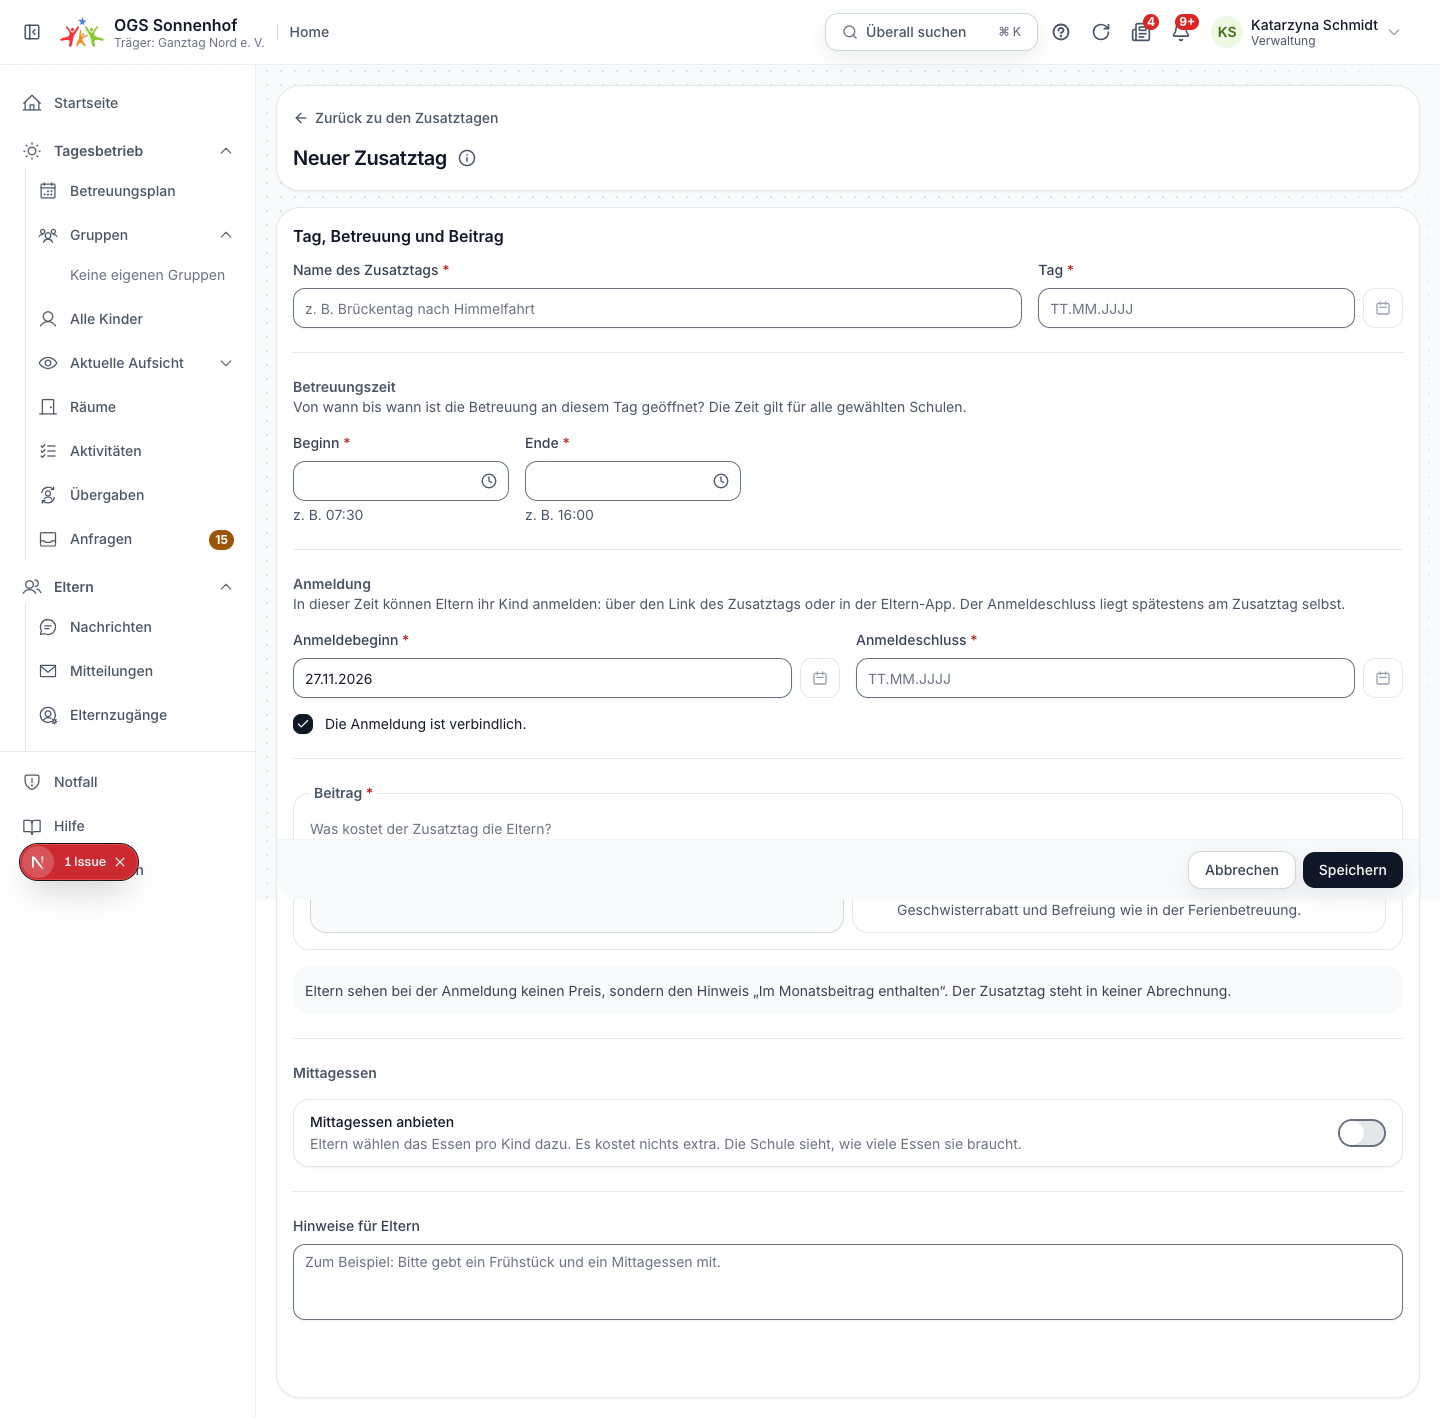 OGS Sonnenhof
Träger: Ganztag Nord e. V.
Home
Überall suchen
⌘ K
4
9+
KS
Katarzyna Schmidt
Verwaltung
Startseite
Tagesbetrieb
Betreuungsplan
Gruppen
Keine eigenen Gruppen
Alle Kinder
Aktuelle Aufsicht
Räume
Aktivitäten
Übergaben
Anfragen
15
Eltern
Nachrichten
Mitteilungen
Elternzugänge
Notfall
Hilfe
1 Issue
n
Zurück zu den Zusatztagen
Neuer Zusatztag
Tag, Betreuung und Beitrag
Name des Zusatztags *
Tag *
z. B. Brückentag nach Himmelfahrt
TT.MM.JJJJ
Betreuungszeit
Von wann bis wann ist die Betreuung an diesem Tag geöffnet? Die Zeit gilt für alle gewählten Schulen.
Beginn *
Ende *
z. B. 07:30
z. B. 16:00
Anmeldung
In dieser Zeit können Eltern ihr Kind anmelden: über den Link des Zusatztags oder in der Eltern-App. Der Anmeldeschluss liegt spätestens am Zusatztag selbst.
Anmeldebeginn *
Anmeldeschluss *
27.11.2026
TT.MM.JJJJ
Die Anmeldung ist verbindlich.
Beitrag *
Was kostet der Zusatztag die Eltern?
Abbrechen
Speichern
Geschwisterrabatt und Befreiung wie in der Ferienbetreuung.
Eltern sehen bei der Anmeldung keinen Preis, sondern den Hinweis „Im Monatsbeitrag enthalten“. Der Zusatztag steht in keiner Abrechnung.
Mittagessen
Mittagessen anbieten
Eltern wählen das Essen pro Kind dazu. Es kostet nichts extra. Die Schule sieht, wie viele Essen sie braucht.
Hinweise für Eltern
Zum Beispiel: Bitte gebt ein Frühstück und ein Mittagessen mit.